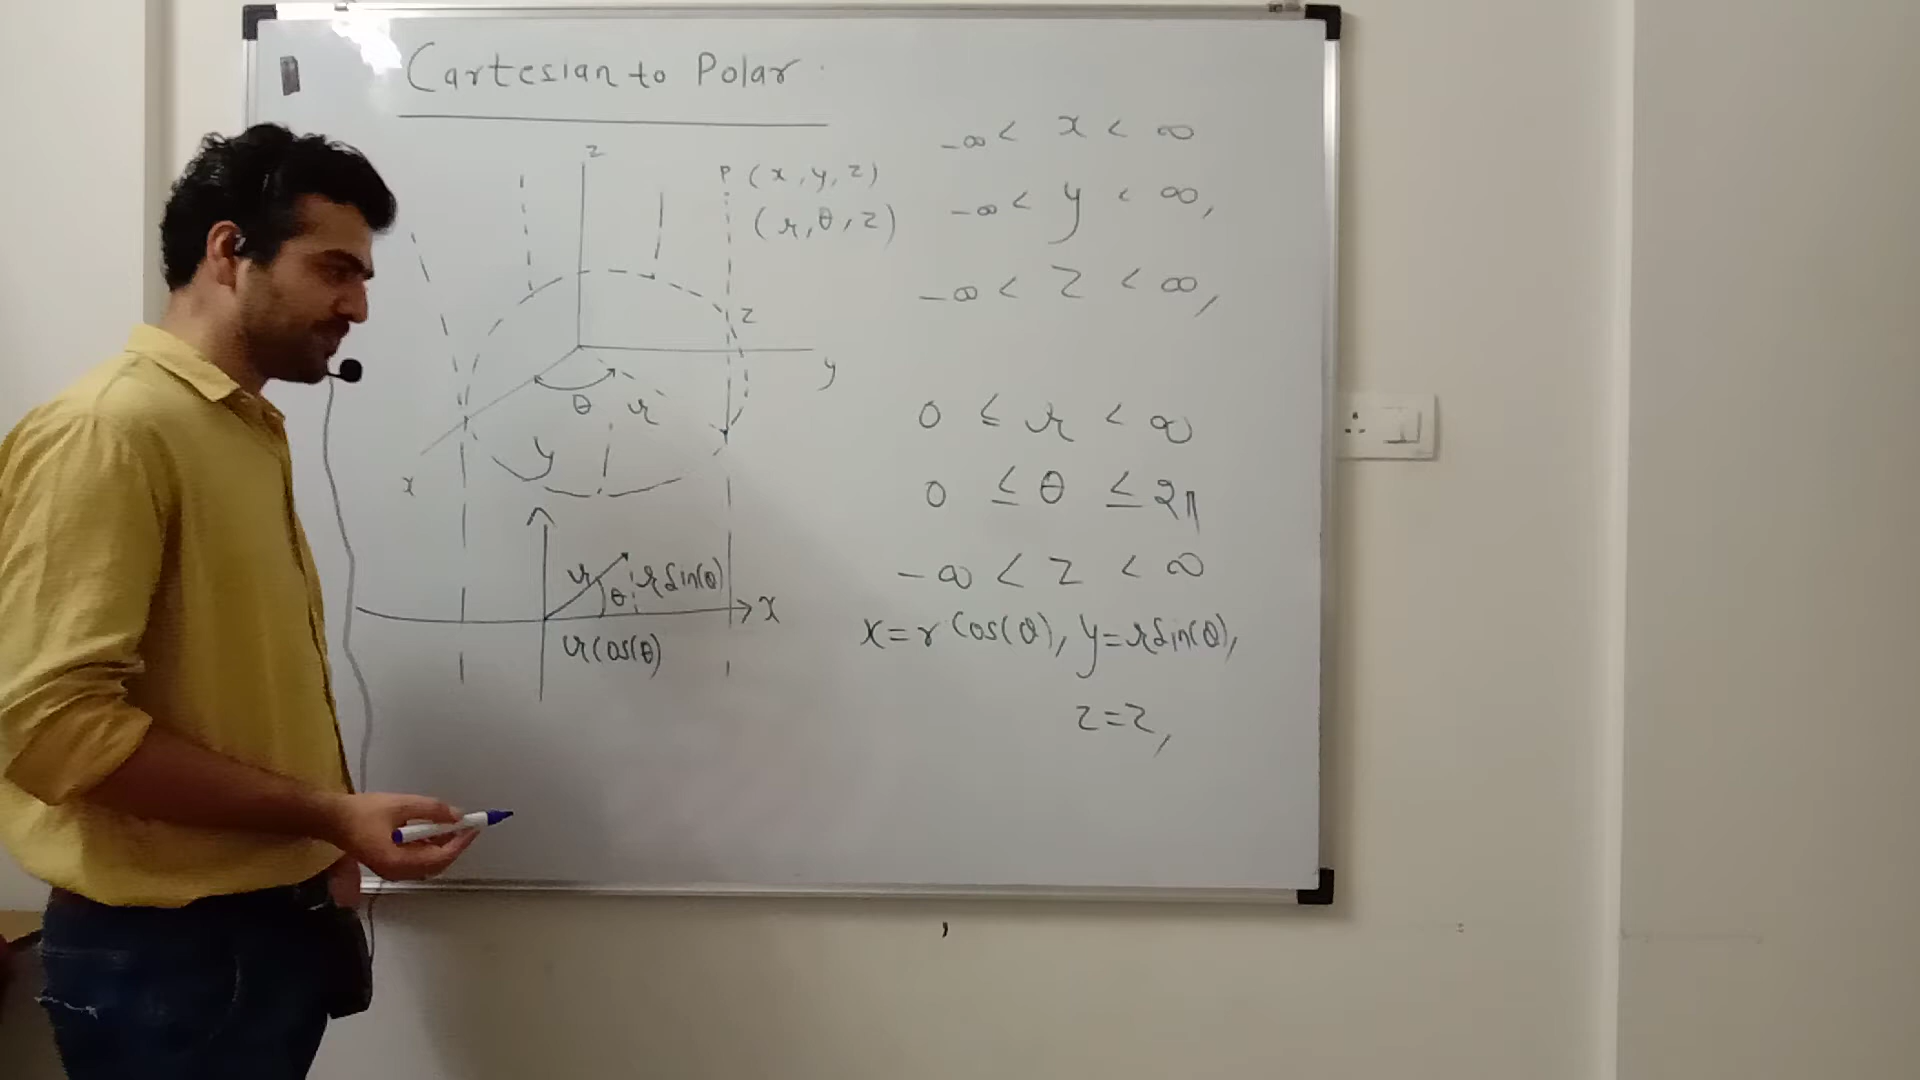 Cartesian to Polar :
z
P (x, y, z)
(r, θ, z)
z
y
θ r
y
x
r θ r Sin(θ)
x
r Cos(θ)
-∞ < x < ∞
-∞ < y < ∞,
-∞ < z < ∞,
0 ≤ r < ∞
0 ≤ θ ≤ 2π
-∞ < z < ∞
x = r Cos(θ), y = r Sin(θ),
z = z,